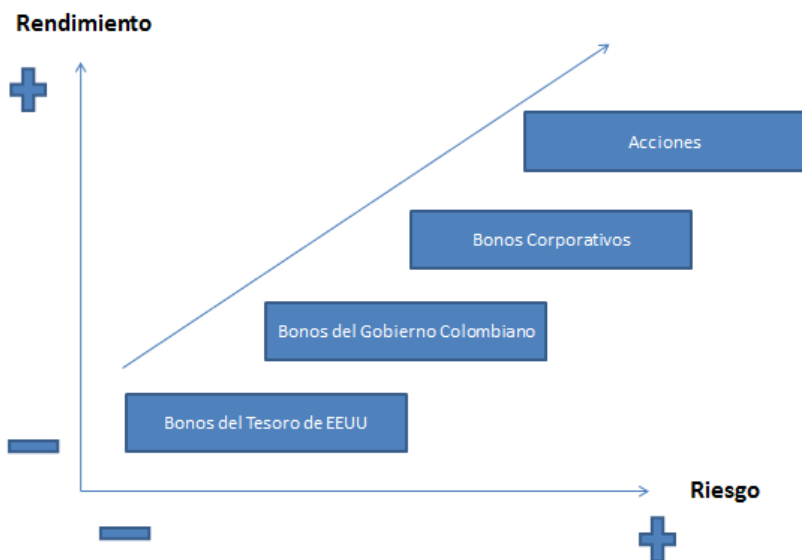 Rendimiento
Acciones
Bonos Corporativos
Bonos del Gobierno Colombiano
Bonos del Tesoro de EEUU
Riesgo